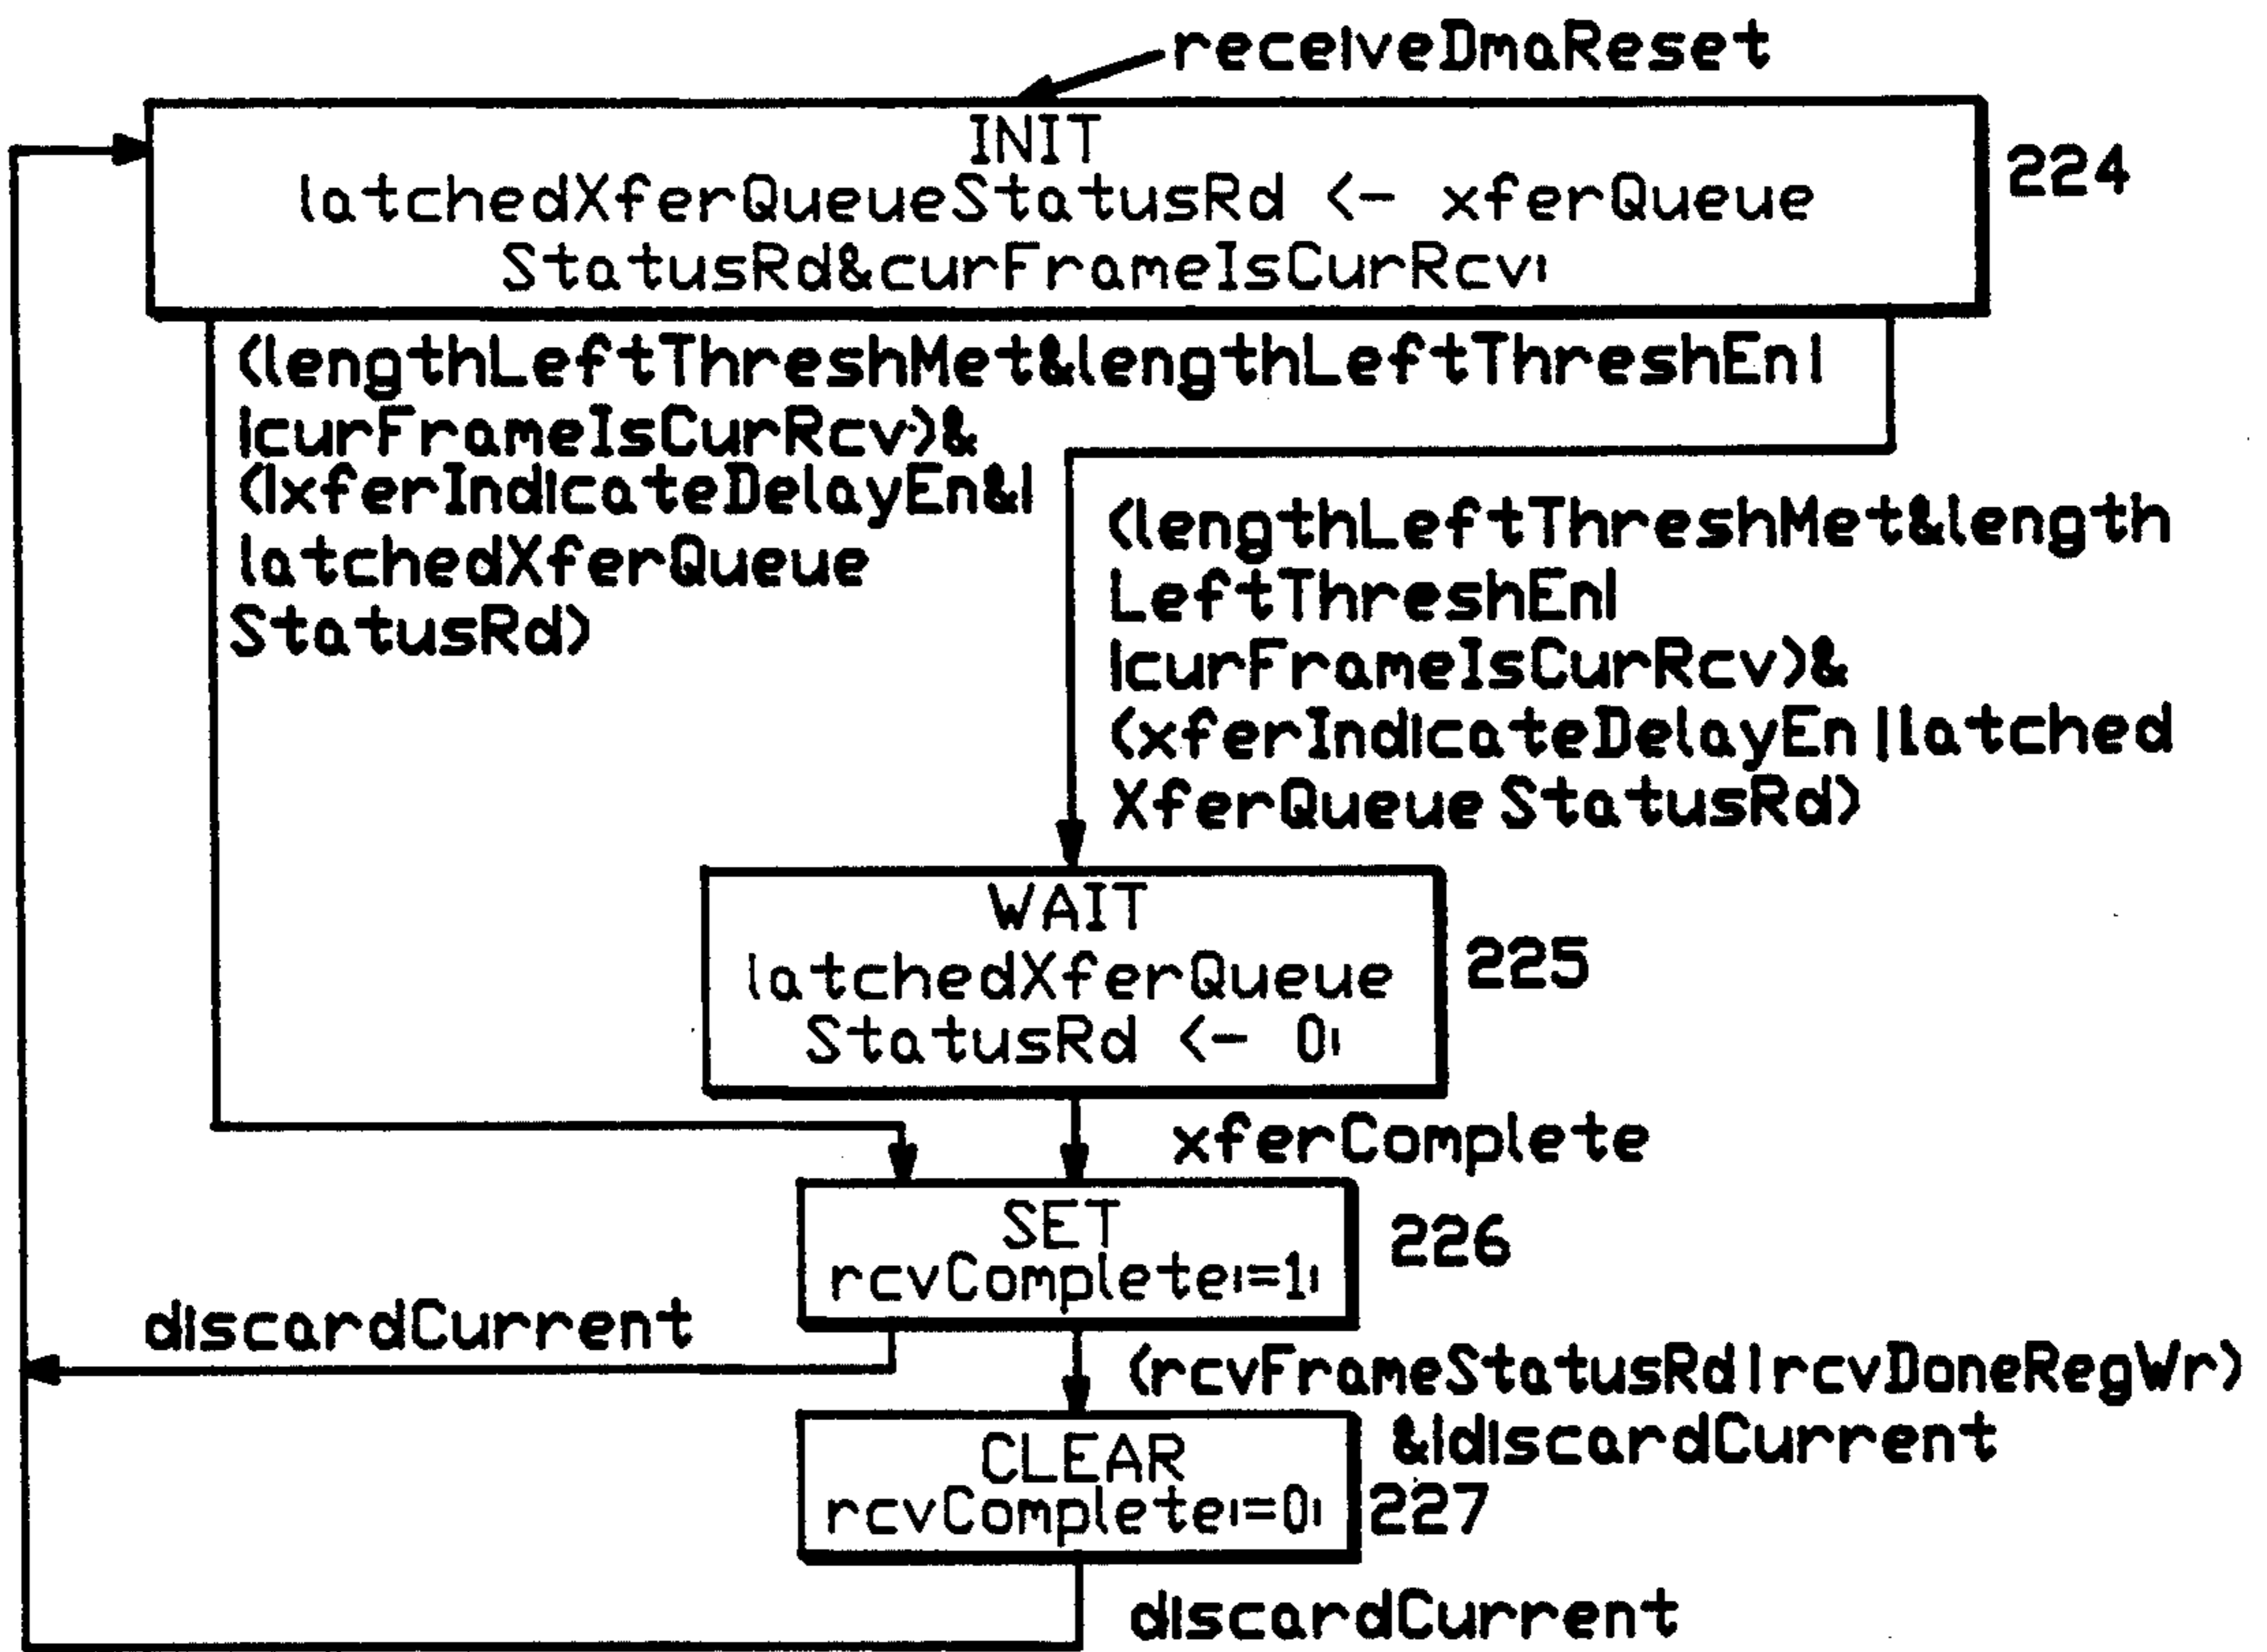 receiveDmaReset
INIT
latchedXferQueueStatusRd <- xferQueue
StatusRd&curFrameIsCurRcv;
224
(lengthLeftThreshMet&lengthLeftThreshEn|
!curFrameIsCurRcv)&
(!xferIndicateDelayEn&!
latchedXferQueue
StatusRd)
(lengthLeftThreshMet&length
LeftThreshEn|
!curFrameIsCurRcv)&
(xferIndicateDelayEn|latched
XferQueueStatusRd)
WAIT
latchedXferQueue
StatusRd <- 0;
225
xferComplete
SET
rcvComplete:=1;
226
discardCurrent
(rcvFrameStatusRd|rcvDoneRegWr)
&!discardCurrent
CLEAR
rcvComplete:=0;
227
discardCurrent